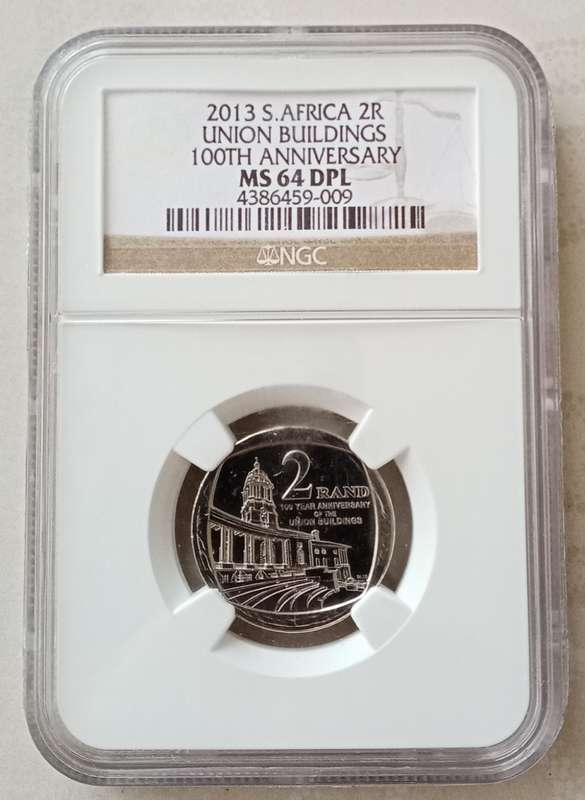 2013 S.AFRICA 2R
UNION BUILDINGS
100TH ANNIVERSARY
MS 64 DPL
4386459-009
NGC
2 RAND
100 YEAR ANNIVERSARY
OF THE
UNION BUILDINGS